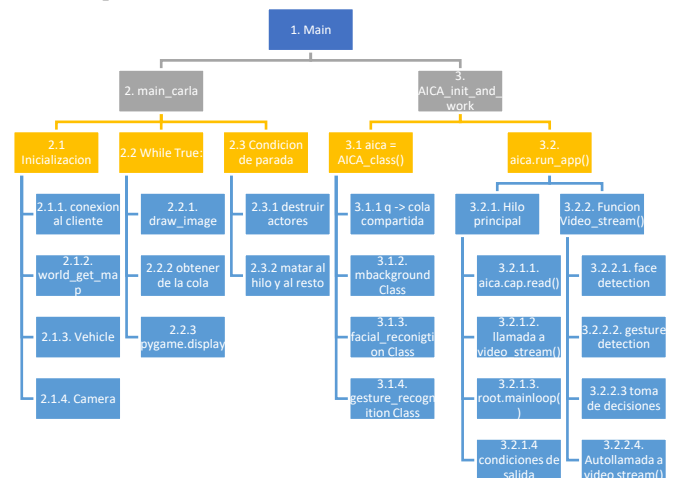 1. Main
2. main_carla
3.
AICA_init_and_
work
2.1
Inicializacion
2.2 While True:
2.3 Condicion
de parada
3.1 aica =
AICA_class()
3.2.
aica.run_app()
2.1.1. conexion
al cliente
2.1.2.
world_get_ma
p
2.1.3. Vehicle
2.1.4. Camera
2.2.1.
draw_image
2.2.2 obtener
de la cola
2.2.3
pygame.display
2.3.1 destruir
actores
2.3.2 matar al
hilo y al resto
3.1.1 q -> cola
compartida
3.1.2.
mbackground
Class
3.1.3.
facial_reconigti
on Class
3.1.4.
gesture_recogn
ition Class
3.2.1. Hilo
principal
3.2.1.1.
aica.cap.read()
3.2.1.2.
llamada a
video_stream()
3.2.1.3.
root.mainloop(
)
3.2.1.4
condiciones de
salida
3.2.2. Funcion
Video_stream()
3.2.2.1. face
detection
3.2.2.2. gesture
detection
3.2.2.3 toma
de decisiones
3.2.2.4.
Autollamada a
video stream()